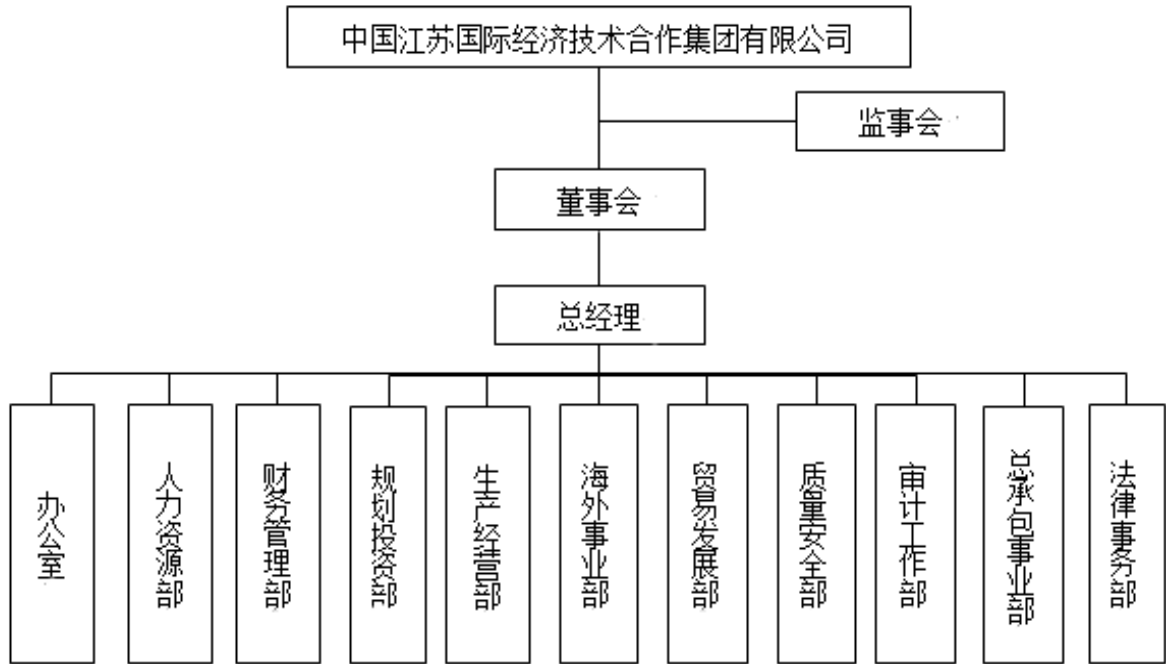 中国江苏国际经济技术合作集团有限公司
监事会
董事会
总经理
办公室
人力资源部
财务管理部
规划投资部
生产经营部
海外事业部
贸易发展部
质量安全部
审计工作部
总承包事业部
法律事务部